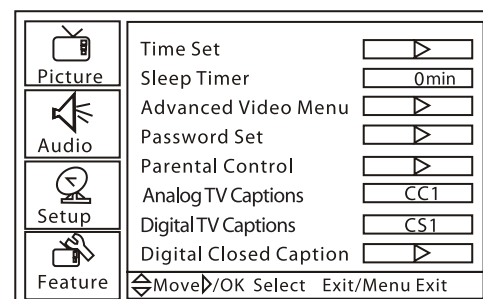 Picture
Audio
Setup
Feature
Time Set
Sleep Timer 0min
Advanced Video Menu
Password Set
Parental Control
Analog TV Captions CC1
Digital TV Captions CS1
Digital Closed Caption
Move /OK Select Exit/Menu Exit